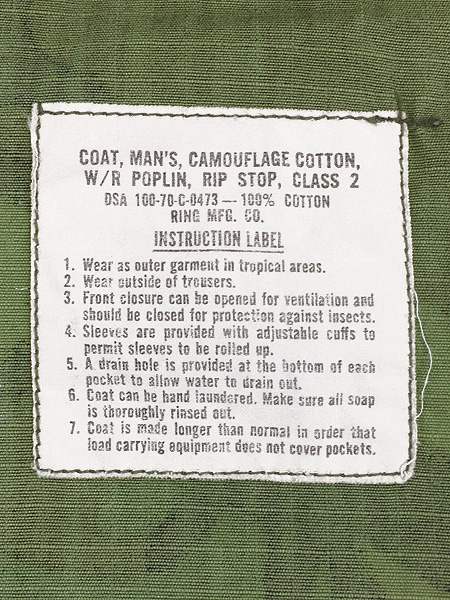 COAT, MAN'S, CAMOUFLAGE COTTON,
W/R POPLIN, RIP STOP, CLASS 2
DSA 100-70-C-0473 — 100% COTTON
RING MFG. CO.
INSTRUCTION LABEL
1. Wear as outer garment in tropical areas.
2. Wear outside of trousers.
3. Front closure can be opened for ventilation and
should be closed for protection against insects.
4. Sleeves are provided with adjustable cuffs to
permit sleeves to be rolled up.
5. A drain hole is provided at the bottom of each
pocket to allow water to drain out.
6. Coat can be hand laundered. Make sure all soap
is thoroughly rinsed out.
7. Coat is made longer than normal in order that
load carrying equipment does not cover pockets.